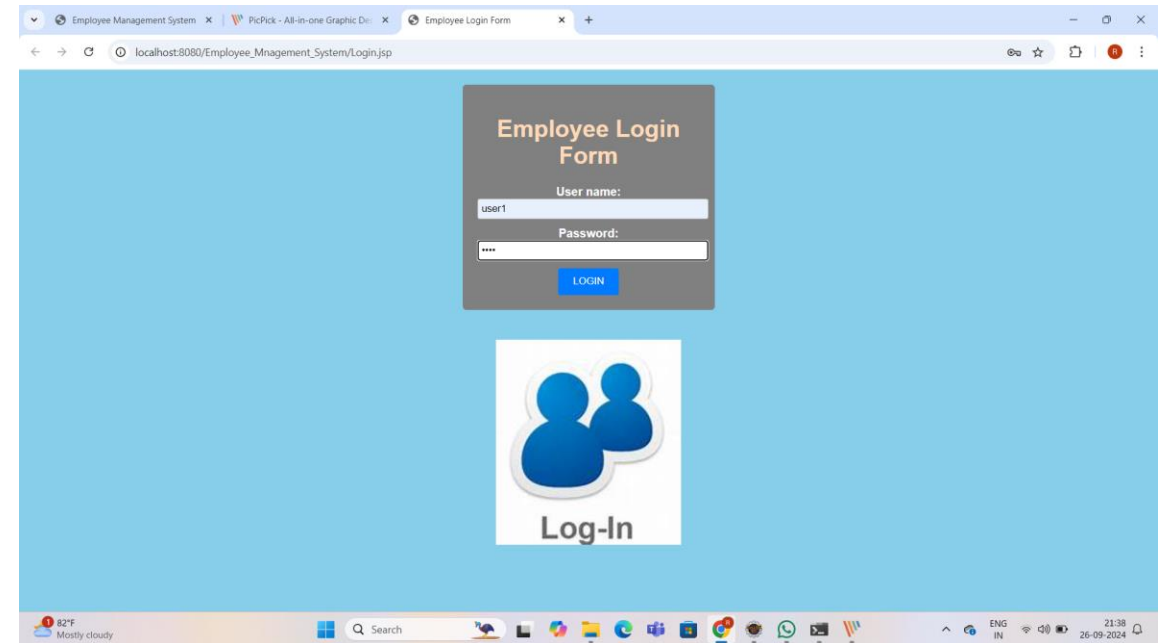 Employee Management System
PicPick - All-in-one Graphic De
Employee Login Form
localhost:8080/Employee_Mnagement_System/Login.jsp
R
Employee Login
Form
User name:
user1
Password:
••••
LOGIN
Log-In
1
82°F
Mostly cloudy
Search
ENG
IN
21:38
26-09-2024